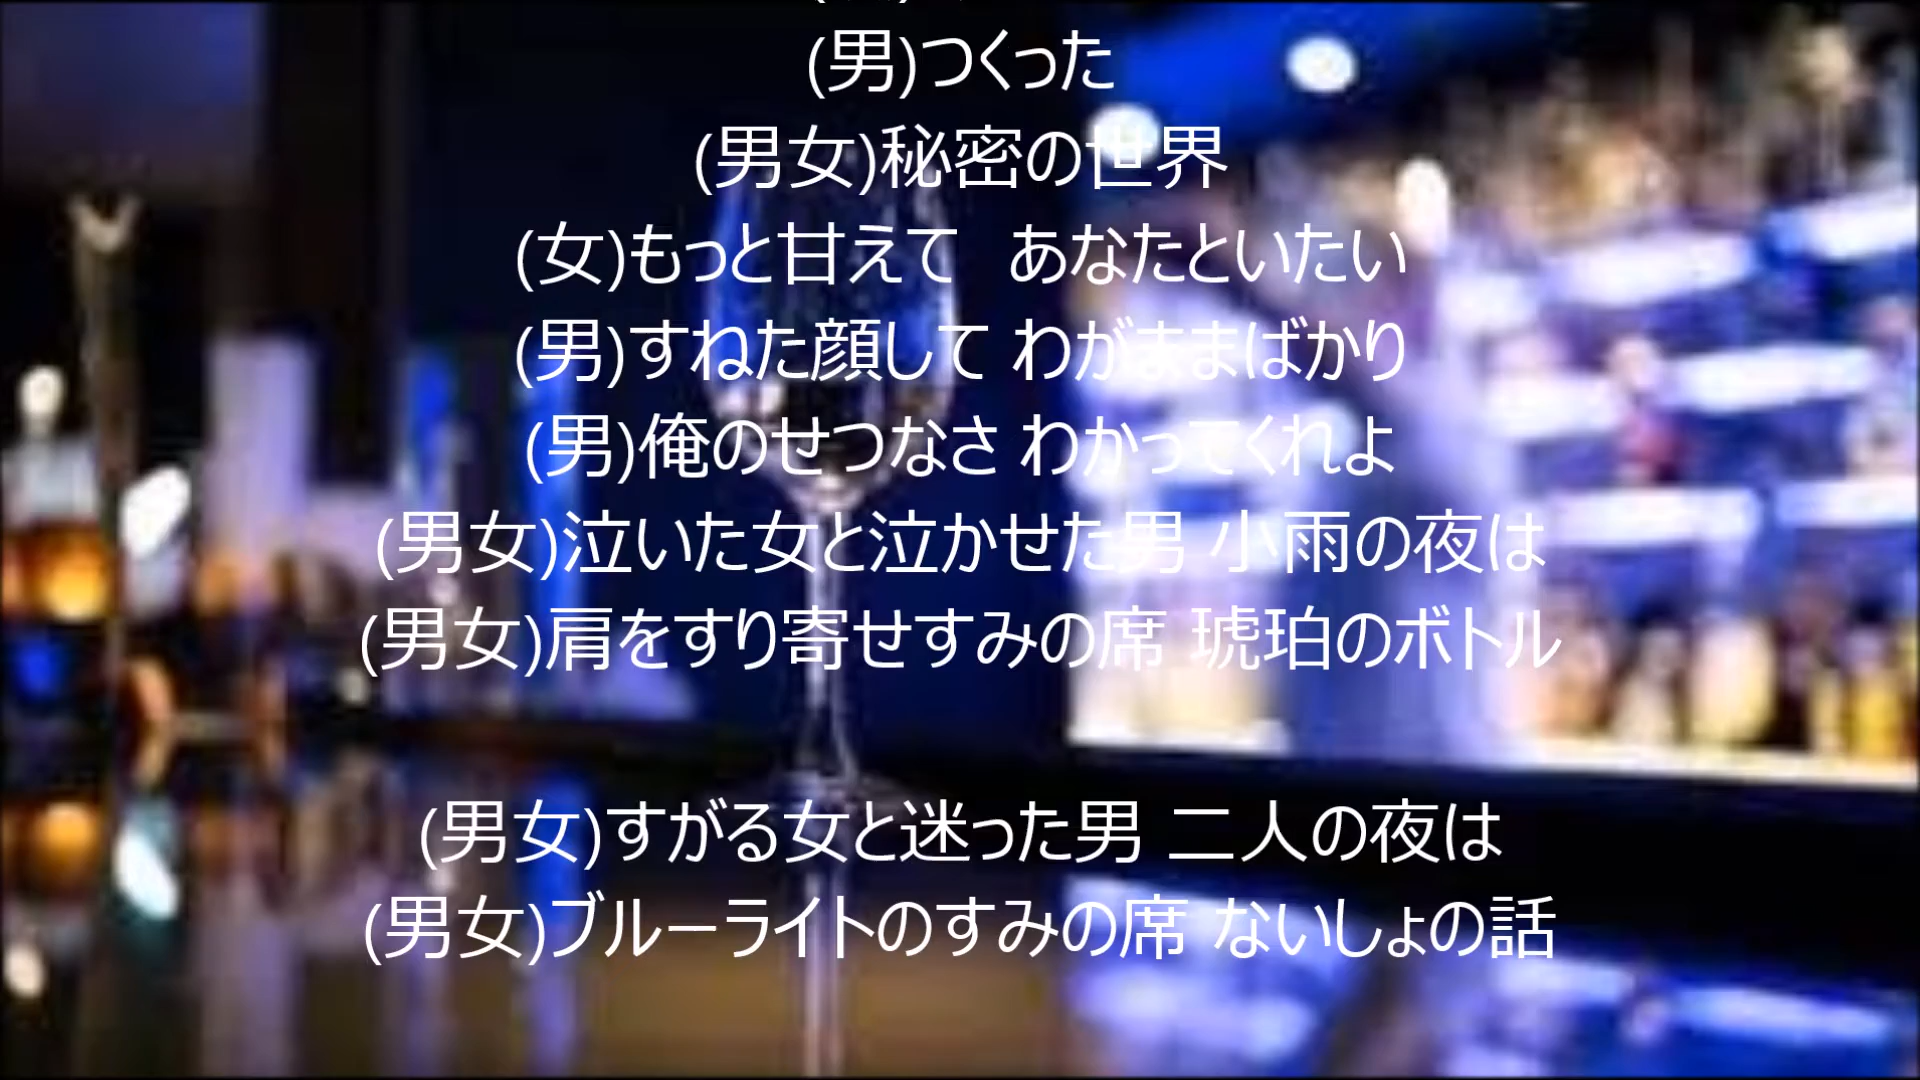 (男)つくった
(男女)秘密の世界
(女)もっと甘えて　あなたといたい
(男)すねた顔して わがままばかり
(男)俺のせつなさ わかってくれよ
(男女)泣いた女と泣かせた男 小雨の夜は
(男女)肩をすり寄せすみの席 琥珀のボトル
(男女)すがる女と迷った男 二人の夜は
(男女)ブルーライトのすみの席 ないしょの話